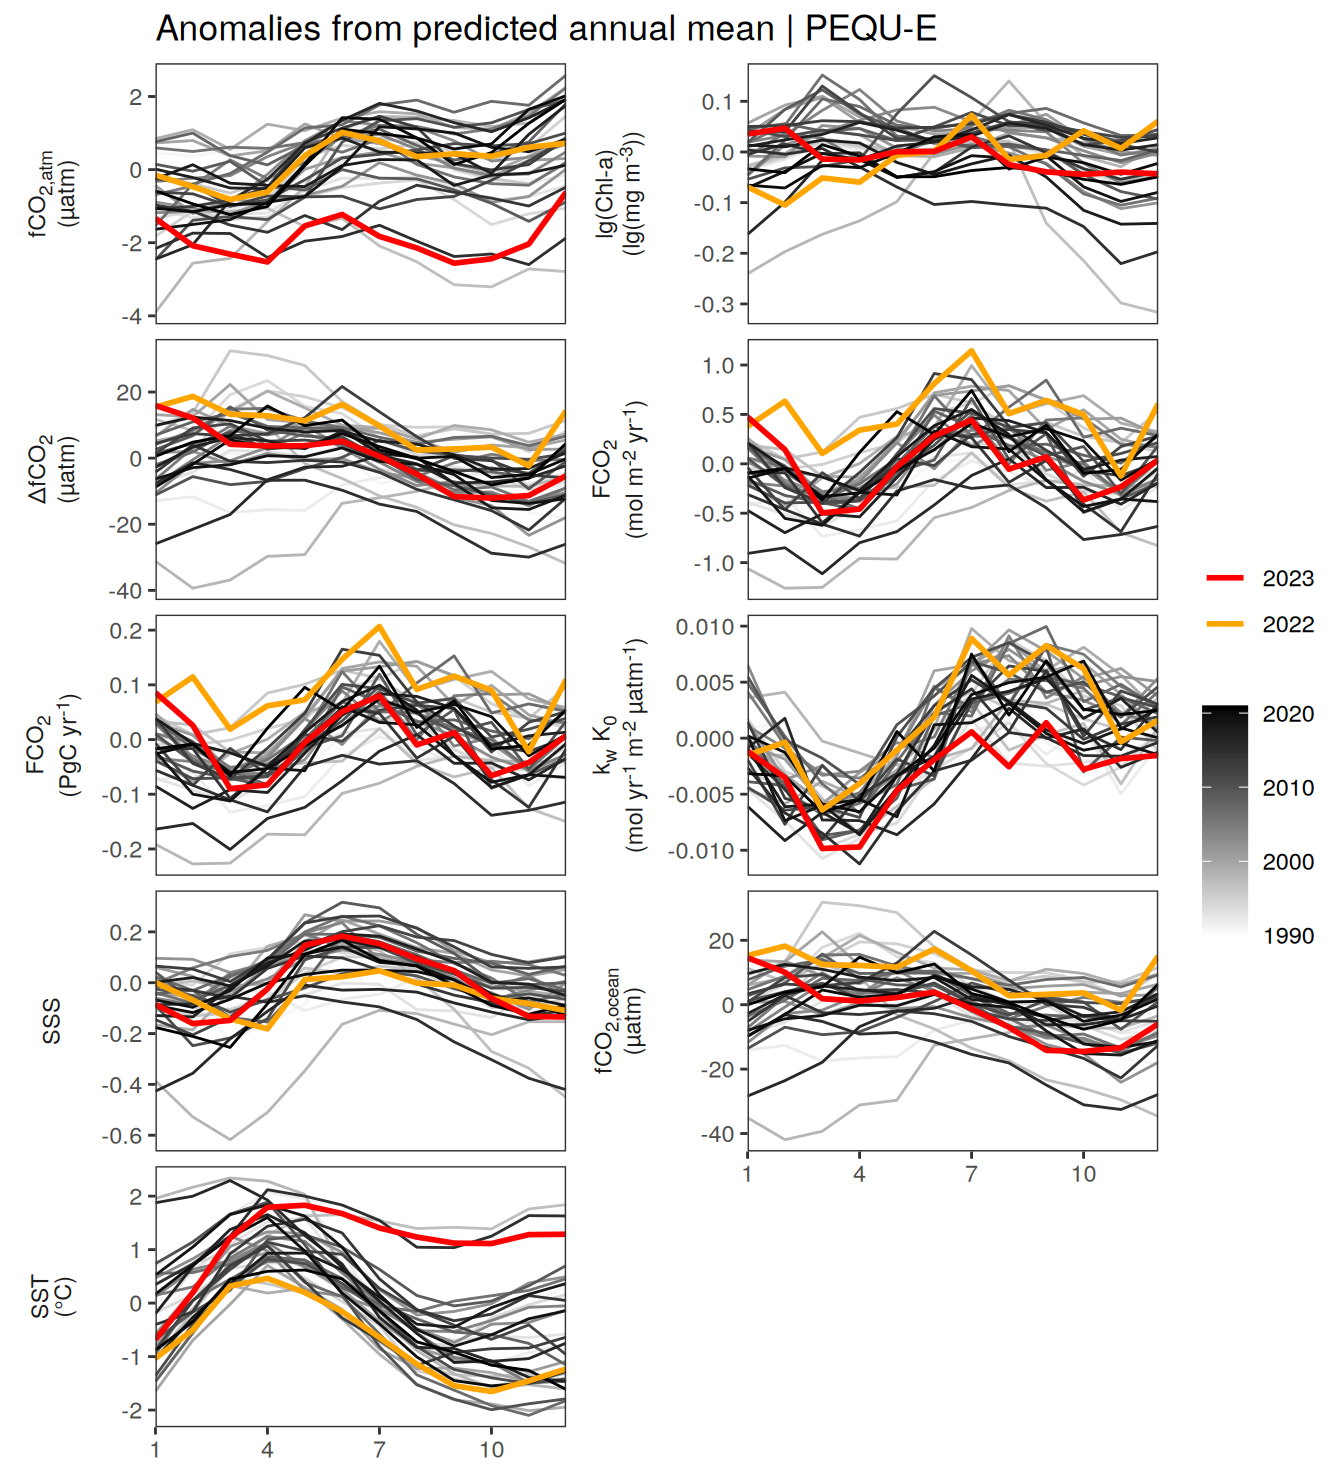 Anomalies from predicted annual mean | PEQU-E
fCO2,atm
(µatm)
2
0
-2
-4
lg(Chl-a)
(lg(mg m-3))
0.1
0.0
-0.1
-0.2
-0.3
ΔfCO2
(µatm)
20
0
-20
-40
FCO2
(mol m-2 yr-1)
1.0
0.5
0.0
-0.5
-1.0
FCO2
(PgC yr-1)
0.2
0.1
0.0
-0.1
-0.2
kw K0
(mol yr-1 m-2 µatm-1)
0.010
0.005
0.000
-0.005
-0.010
SSS
0.2
0.0
-0.2
-0.4
-0.6
fCO2,ocean
(µatm)
20
0
-20
-40
1 4 7 10
SST
(°C)
2
1
0
-1
-2
1 4 7 10
2023
2022
2020
2010
2000
1990